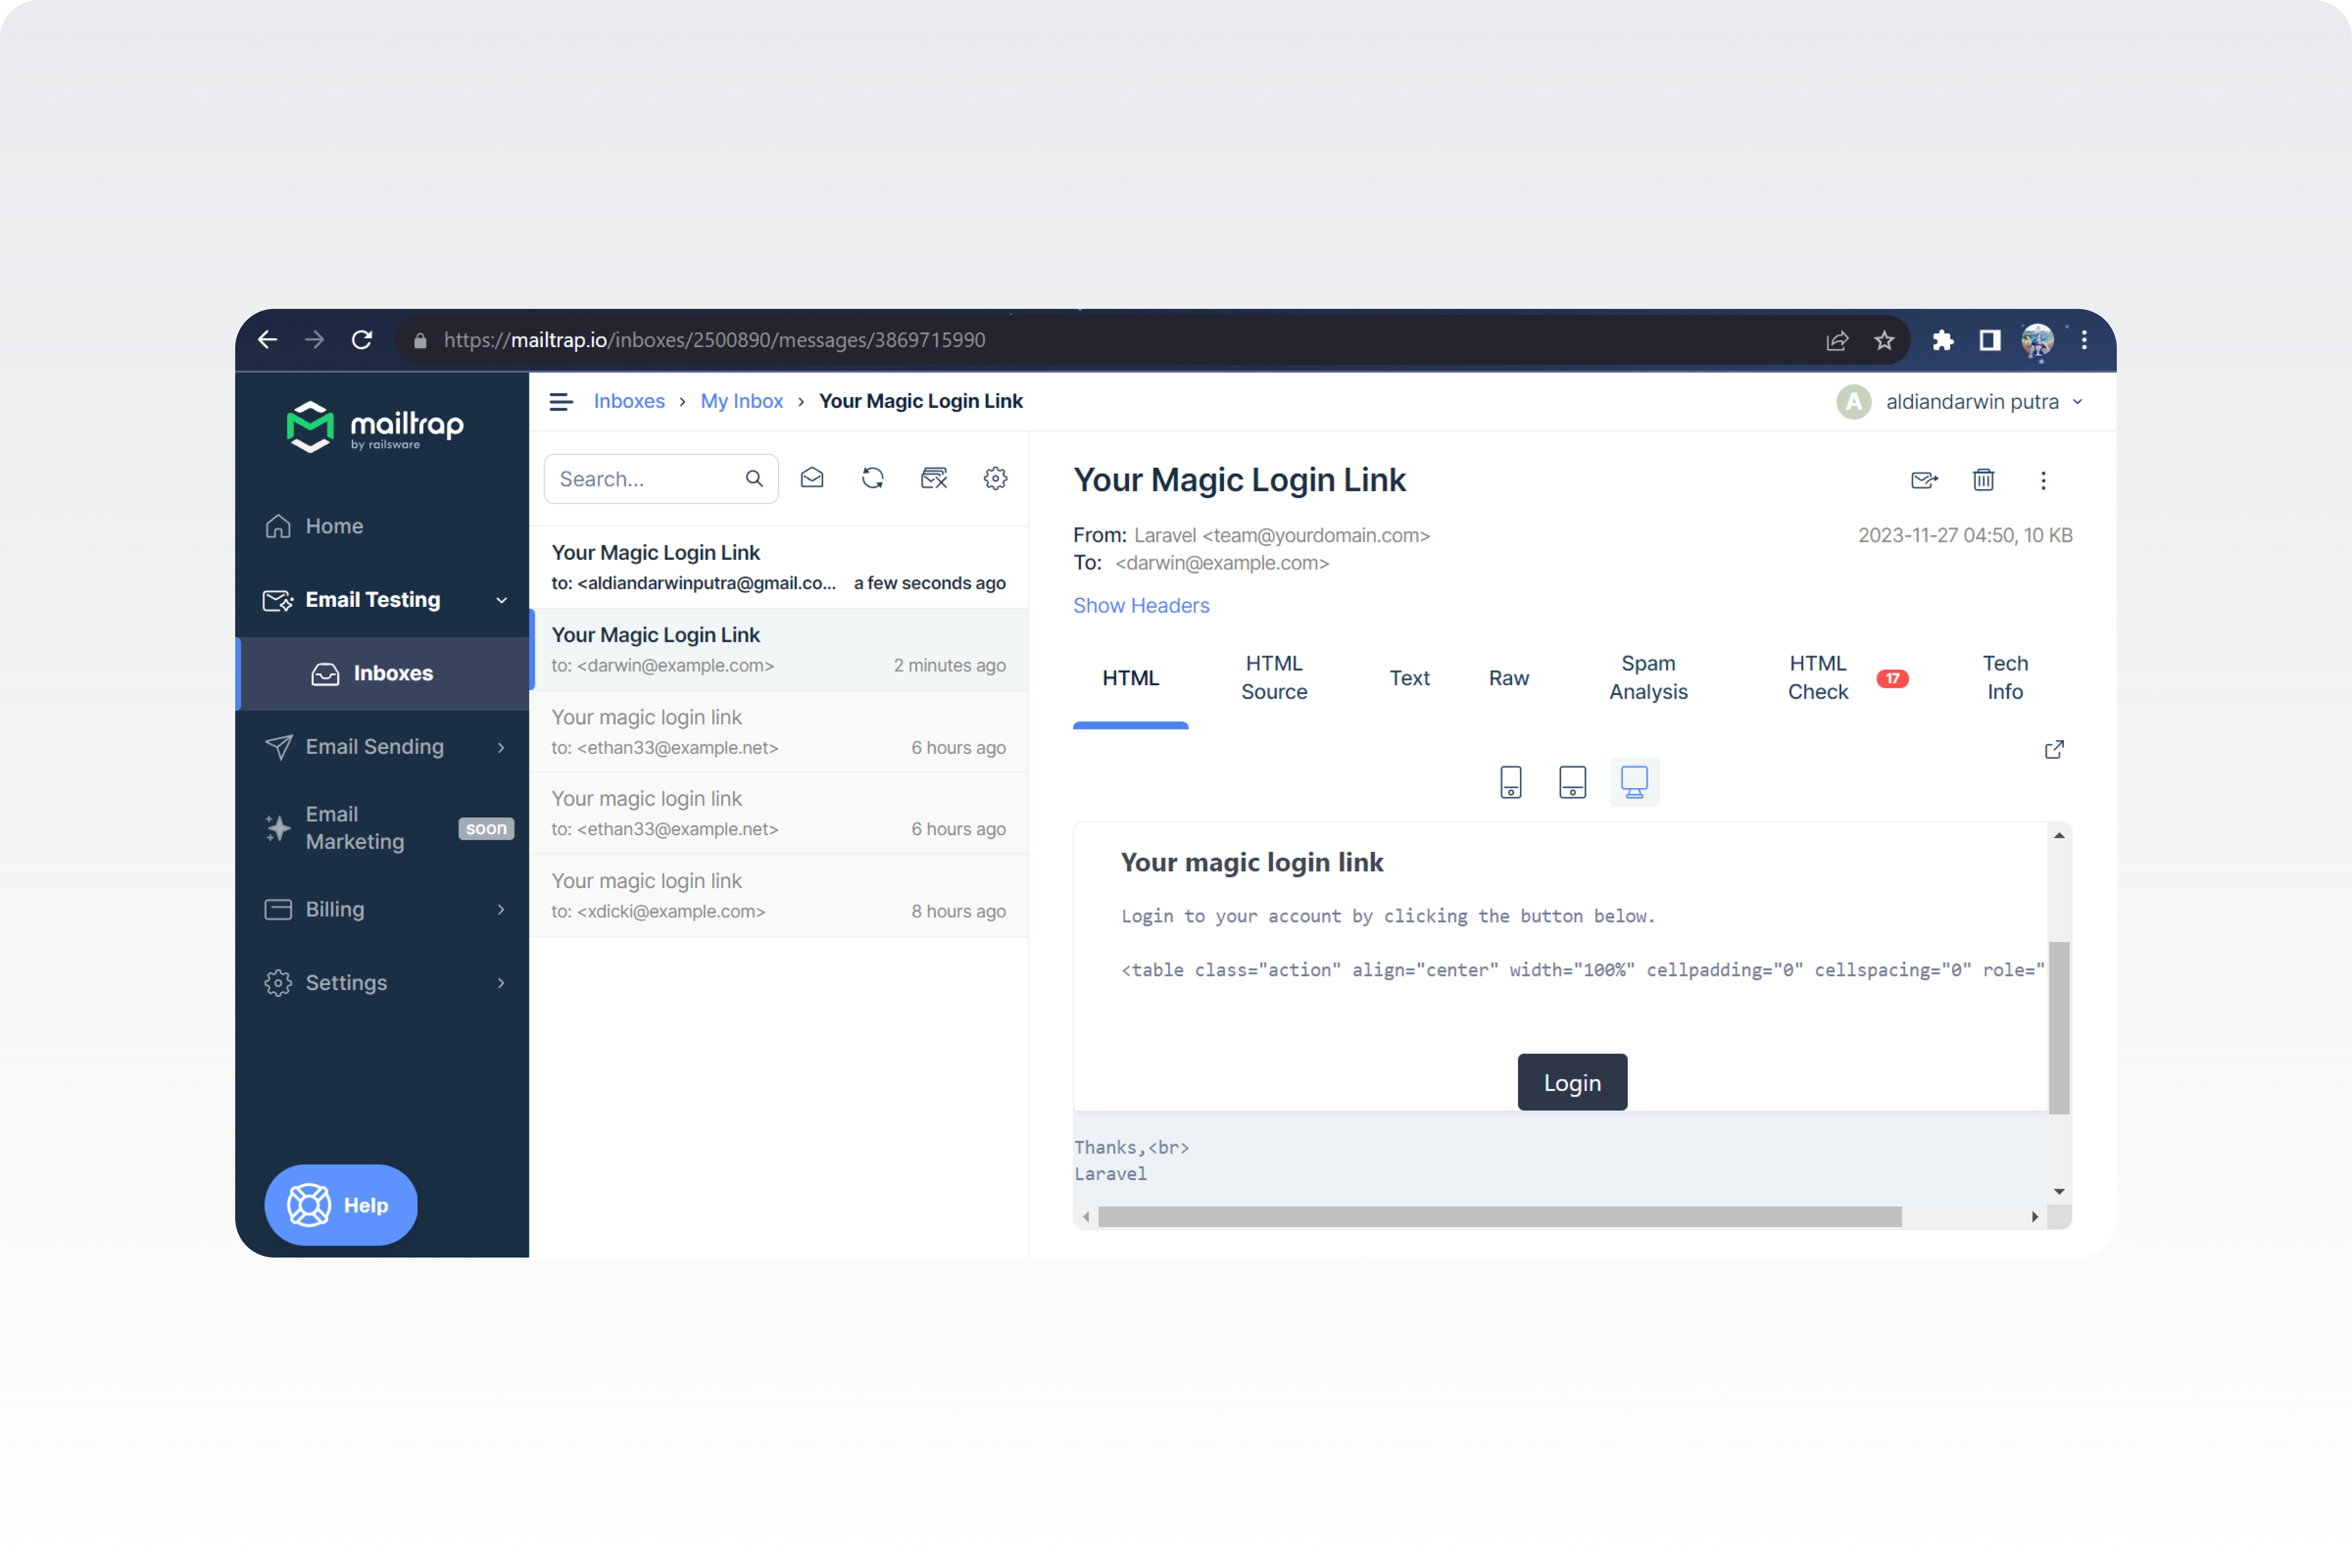 https://mailtrap.io/inboxes/2500890/messages/3869715990
mailtrap
by railsware
Home
Email Testing
Inboxes
Email Sending
Email
Marketing
soon
Billing
Settings
Help
Inboxes › My Inbox › Your Magic Login Link
A
aldiandarwin putra
Search...
Your Magic Login Link
to: <aldiandarwinputra@gmail.co... a few seconds ago
Your Magic Login Link
to: <darwin@example.com> 2 minutes ago
Your magic login link
to: <ethan33@example.net> 6 hours ago
Your magic login link
to: <ethan33@example.net> 6 hours ago
Your magic login link
to: <xdicki@example.com> 8 hours ago
Your Magic Login Link
From: Laravel <team@yourdomain.com> 2023-11-27 04:50, 10 KB
To: <darwin@example.com>
Show Headers
HTML
HTML
Source
Text
Raw
Spam
Analysis
HTML
Check
17
Tech
Info
Your magic login link
Login to your account by clicking the button below.
<table class="action" align="center" width="100%" cellpadding="0" cellspacing="0" role="
Login
Thanks,<br>
Laravel